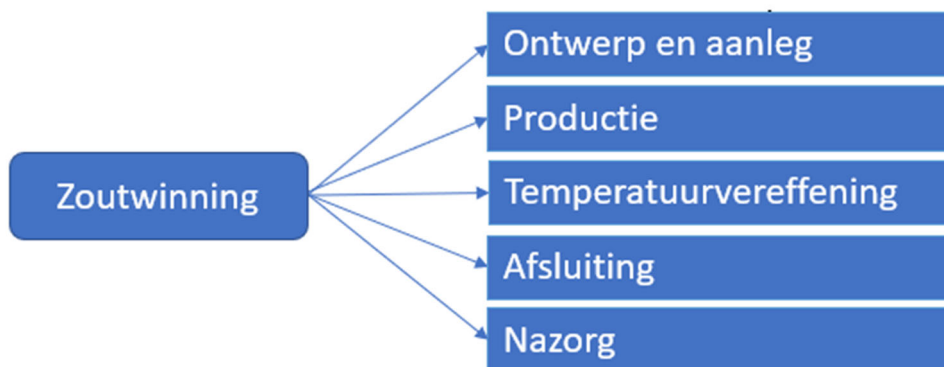 Zoutwinning
Ontwerp en aanleg
Productie
Temperatuurvereffening
Afsluiting
Nazorg